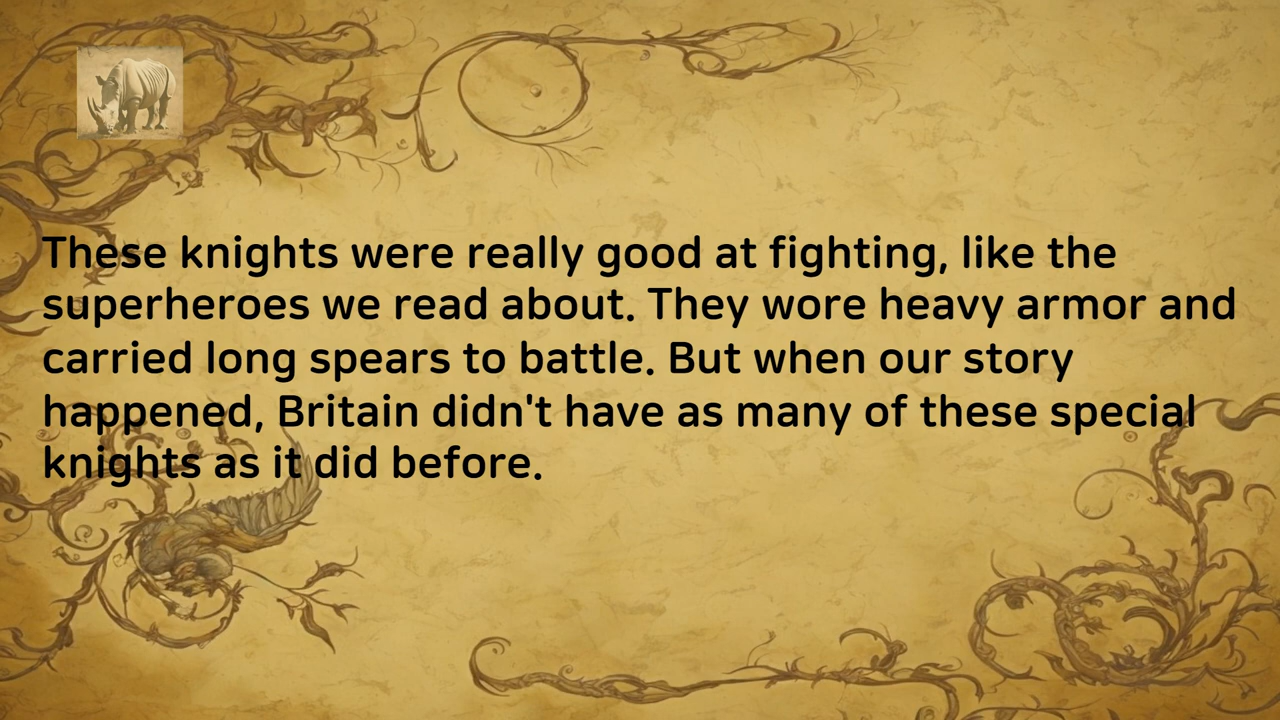 These knights were really good at fighting, like the
superheroes we read about. They wore heavy armor and
carried long spears to battle. But when our story
happened, Britain didn't have as many of these special
knights as it did before.